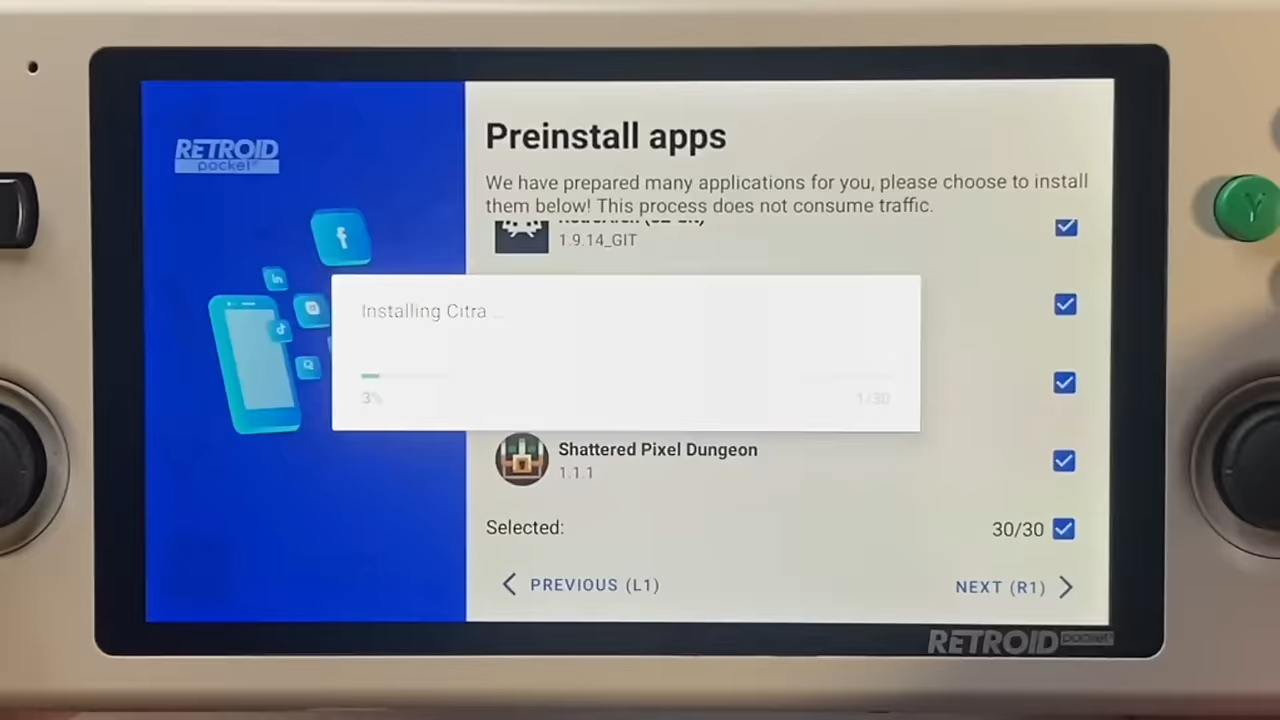 RETROID
pocket
Preinstall apps
We have prepared many applications for you, please choose to install
them below! This process does not consume traffic.
1.9.14_GIT
Installing Citra ...
3%
1/30
Shattered Pixel Dungeon
1.1.1
Selected:
30/30
PREVIOUS (L1)
NEXT (R1)
RETROID pocket
Y
f
in